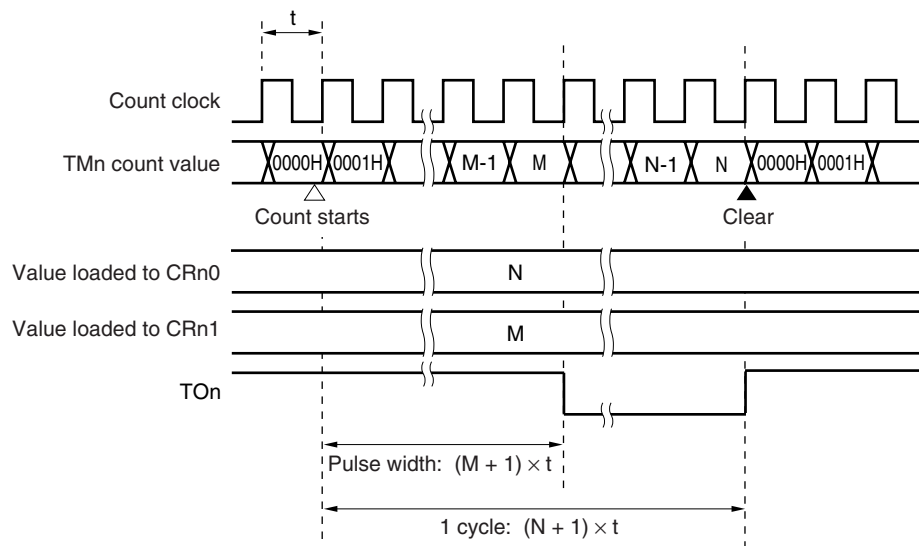 t
Count clock
TMn count value
0000H 0001H M-1 M N-1 N 0000H 0001H
Count starts
Clear
Value loaded to CRn0
N
Value loaded to CRn1
M
TOn
Pulse width: (M + 1) × t
1 cycle: (N + 1) × t